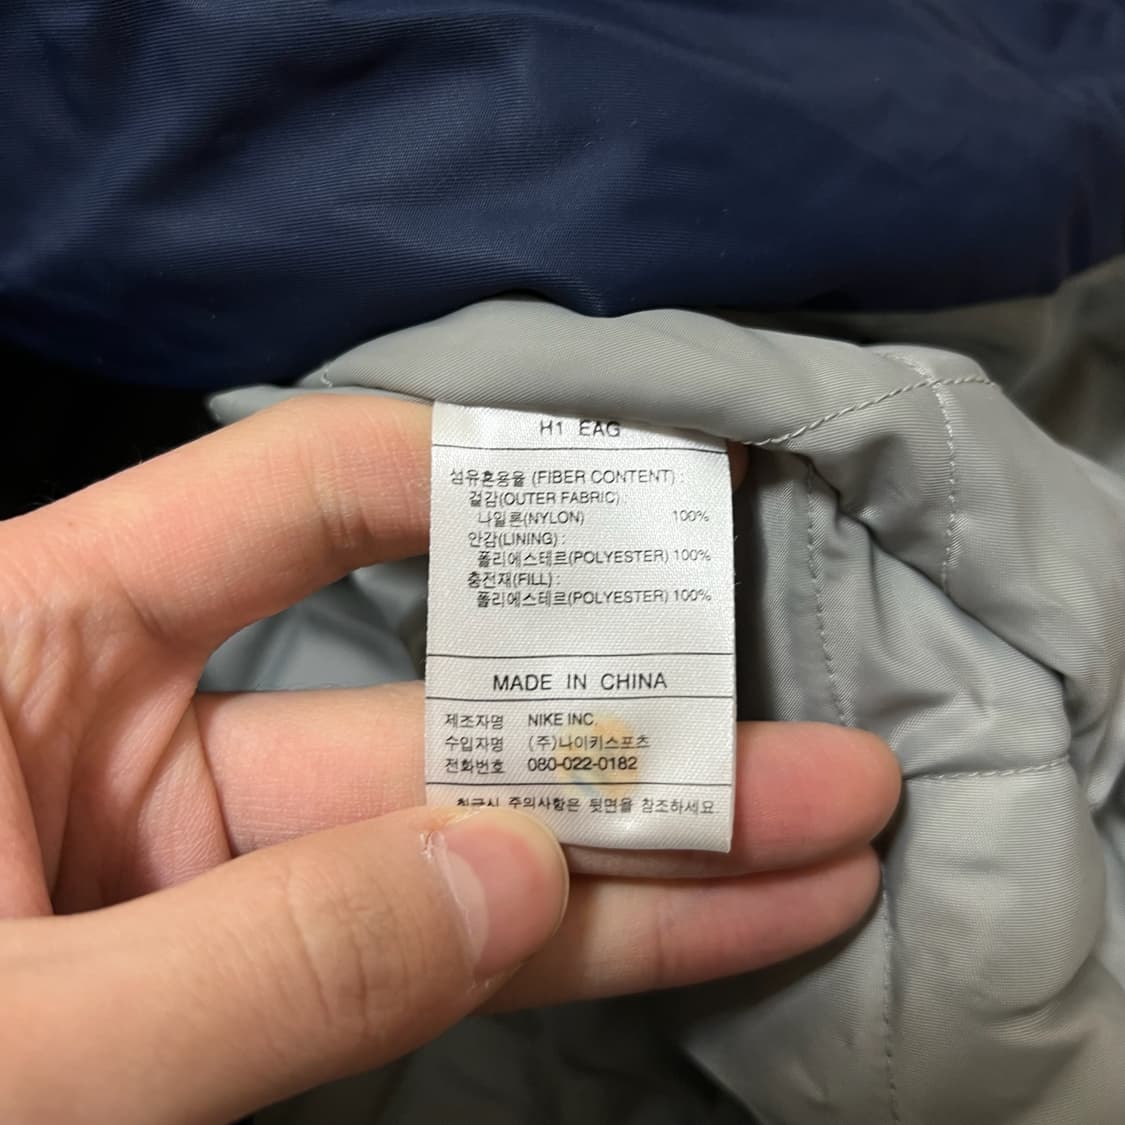 H1 EAG
섬유혼용율 (FIBER CONTENT) :
겉감(OUTER FABRIC) :
나일론(NYLON) 100%
안감(LINING) :
폴리에스테르(POLYESTER) 100%
충전재(FILL) :
폴리에스테르(POLYESTER) 100%
MADE IN CHINA
제조자명 NIKE INC.
수입자명 (주)나이키스포츠
전화번호 080-022-0182
취급시 주의사항은 뒷면을 참조하세요